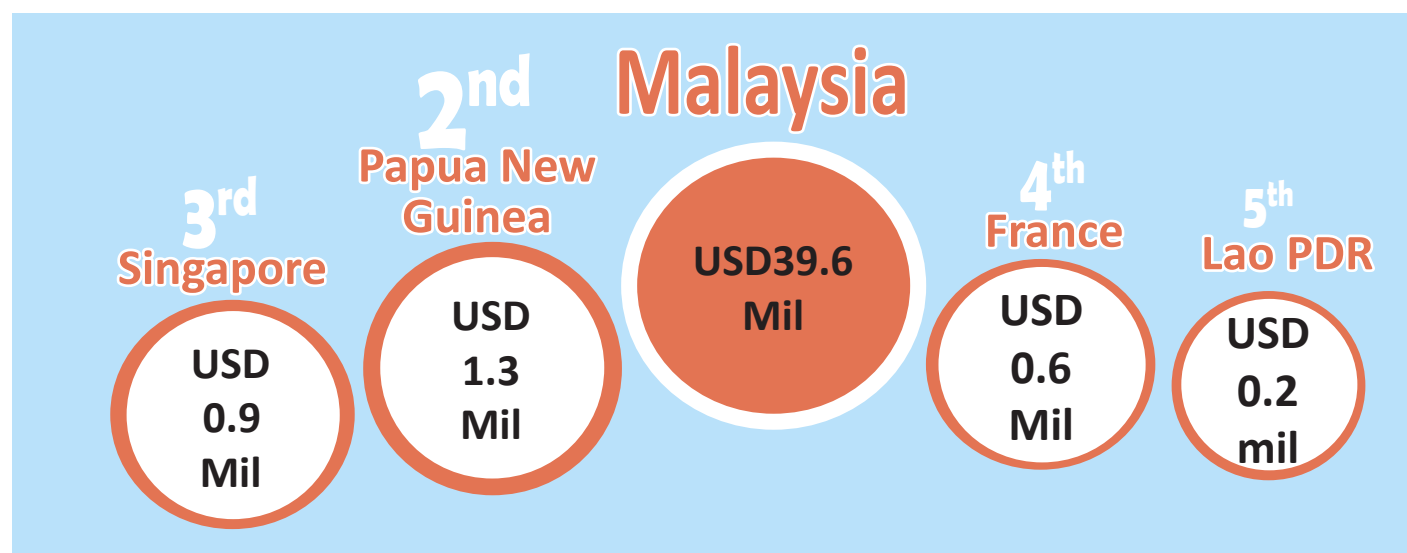 3rd
Singapore
USD
0.9
Mil
2nd
Papua New
Guinea
USD
1.3
Mil
Malaysia
USD39.6
Mil
4th
France
USD
0.6
Mil
5th
Lao PDR
USD
0.2
mil